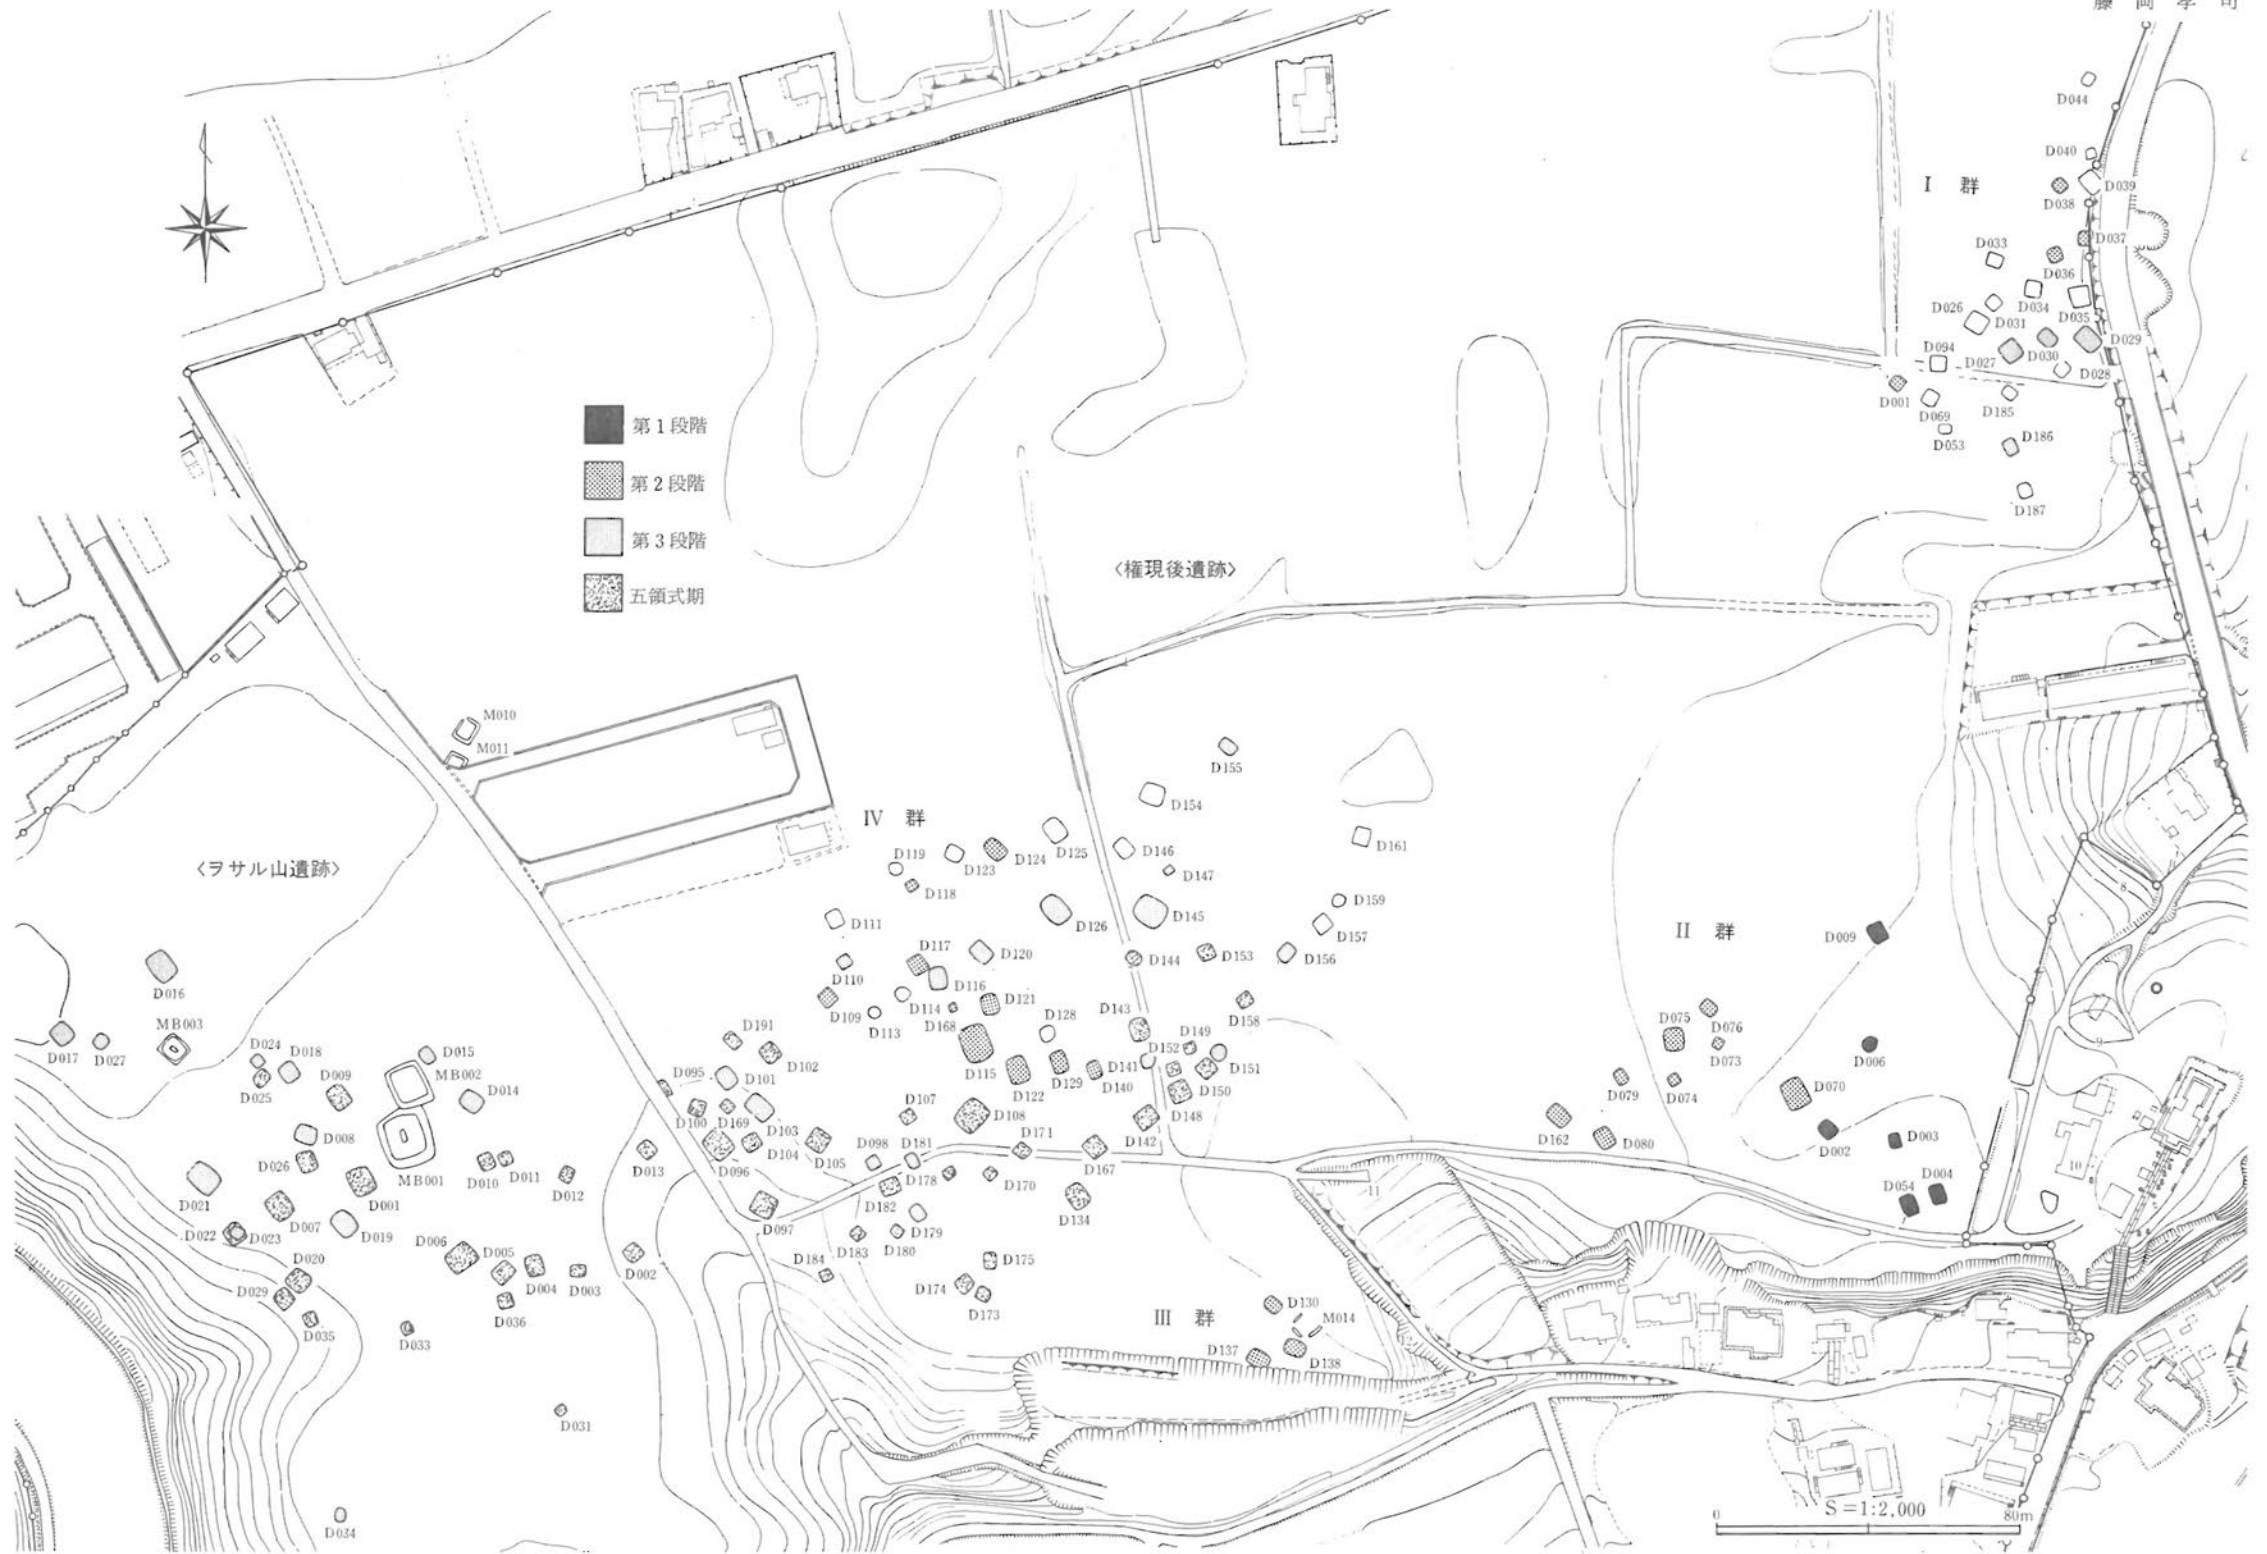 藤岡孝司
D044
D040
I 群
D039
D038
D037
D033
D036
D026
D034
D031
D035
D029
D094
D027
D030
D028
D001
D069
D185
D053
D186
D187
第1段階
第2段階
第3段階
五領式期
〈権現後遺跡〉
M010
M011
D155
D154
IV 群
D119
D123
D124
D125
D146
D161
D147
D118
〈ヲサル山遺跡〉
D111
D126
D145
D159
D157
II 群
D009
D117
D120
D144
D153
D156
D110
D116
D016
D109
D114
D121
D113
D168
D128
D143
D158
D075
D076
D073
D006
MB003
D017
D027
D024
D018
D015
D191
D102
D149
D152
D151
D115
D141
D009
MB002
D025
D095
D101
D122
D129
D140
D150
D079
D074
D070
D014
D107
D108
D148
D100
D169
D103
D142
D162
D080
D002
D003
D008
D098
D181
D171
D026
D096
D104
D105
D013
D167
D010
D011
D012
MB001
D178
D170
D054
D004
D021
D001
D182
D134
D022
D023
D007
D019
D006
D097
D183
D180
D179
D020
D005
D184
D175
D029
D004
D003
D002
D174
D173
D036
D035
D033
III 群
D130
M014
D137
D138
D031
D034
8
9
10
11
S=1:2,000
0
80m